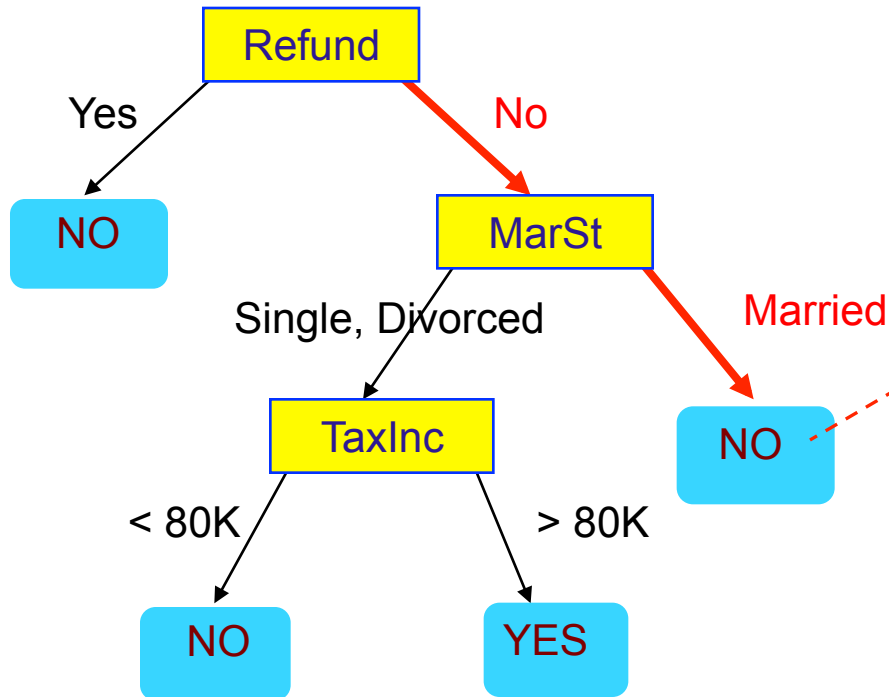 Refund
Yes
No
NO
MarSt
Single, Divorced
Married
TaxInc
NO
< 80K
> 80K
NO
YES